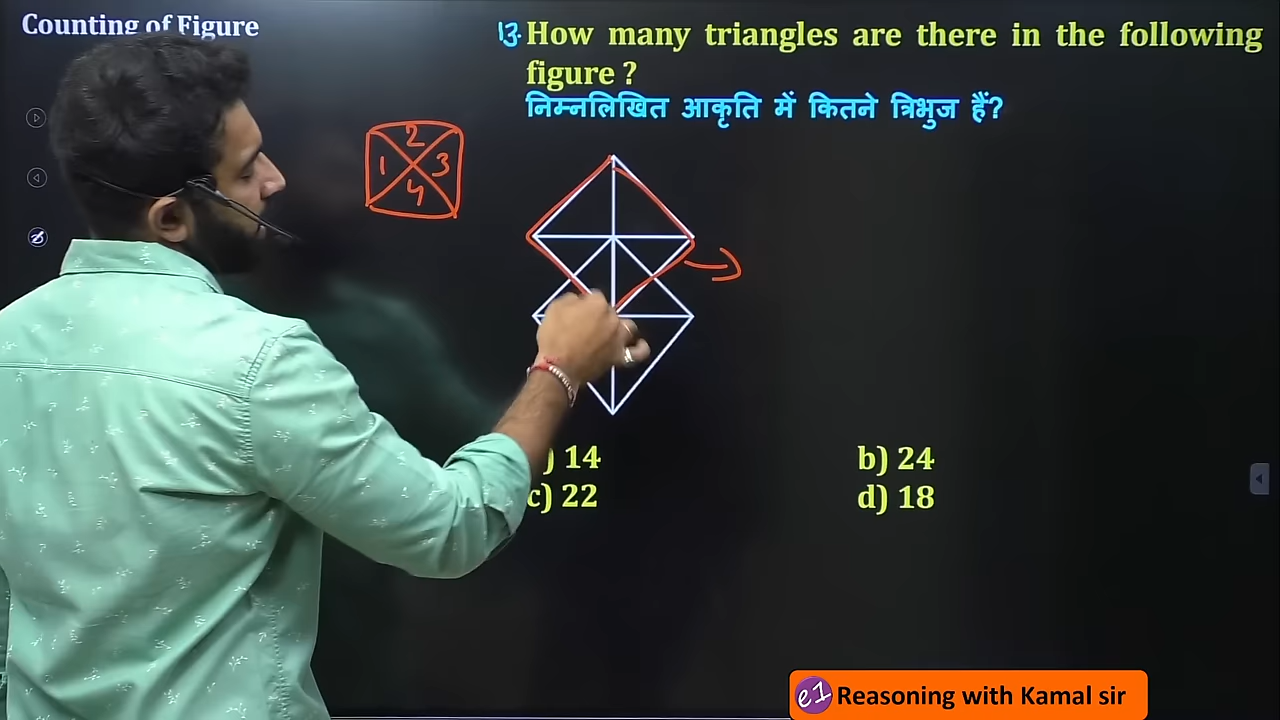 Counting of Figure
13. How many triangles are there in the following
figure ?
निम्नलिखित आकृति में कितने त्रिभुज हैं?
2
1 3
4
) 14 b) 24
c) 22 d) 18
e1 Reasoning with Kamal sir